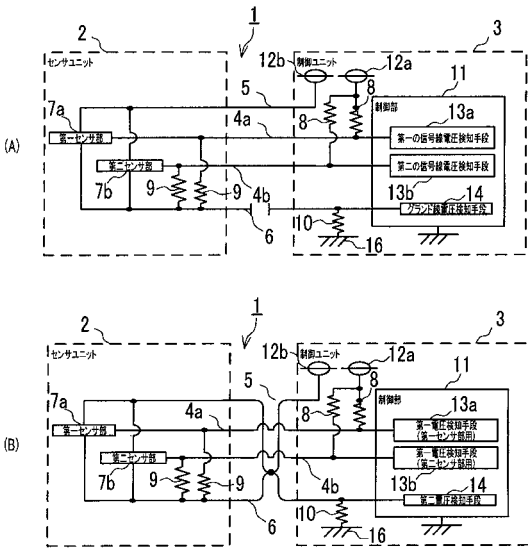 1
2
3
センサユニット
制御ユニット
12b
12a
11
5
8
制御部
7a
4a
8
13a
第一センサ部
第一の信号線電圧検知手段
(A)
第二センサ部
第二の信号線電圧検知手段
7b
9
9
4b
13b
14
グランド線電圧検知手段
6
10
16
1
2
3
センサユニット
制御ユニット
12b
12a
11
5
8
制御部
7a
4a
8
13a
第一センサ部
第一電圧検知手段
(第一センサ部用)
(B)
第二センサ部
第一電圧検知手段
(第二センサ部用)
7b
9
9
4b
13b
14
第二電圧検知手段
6
10
16